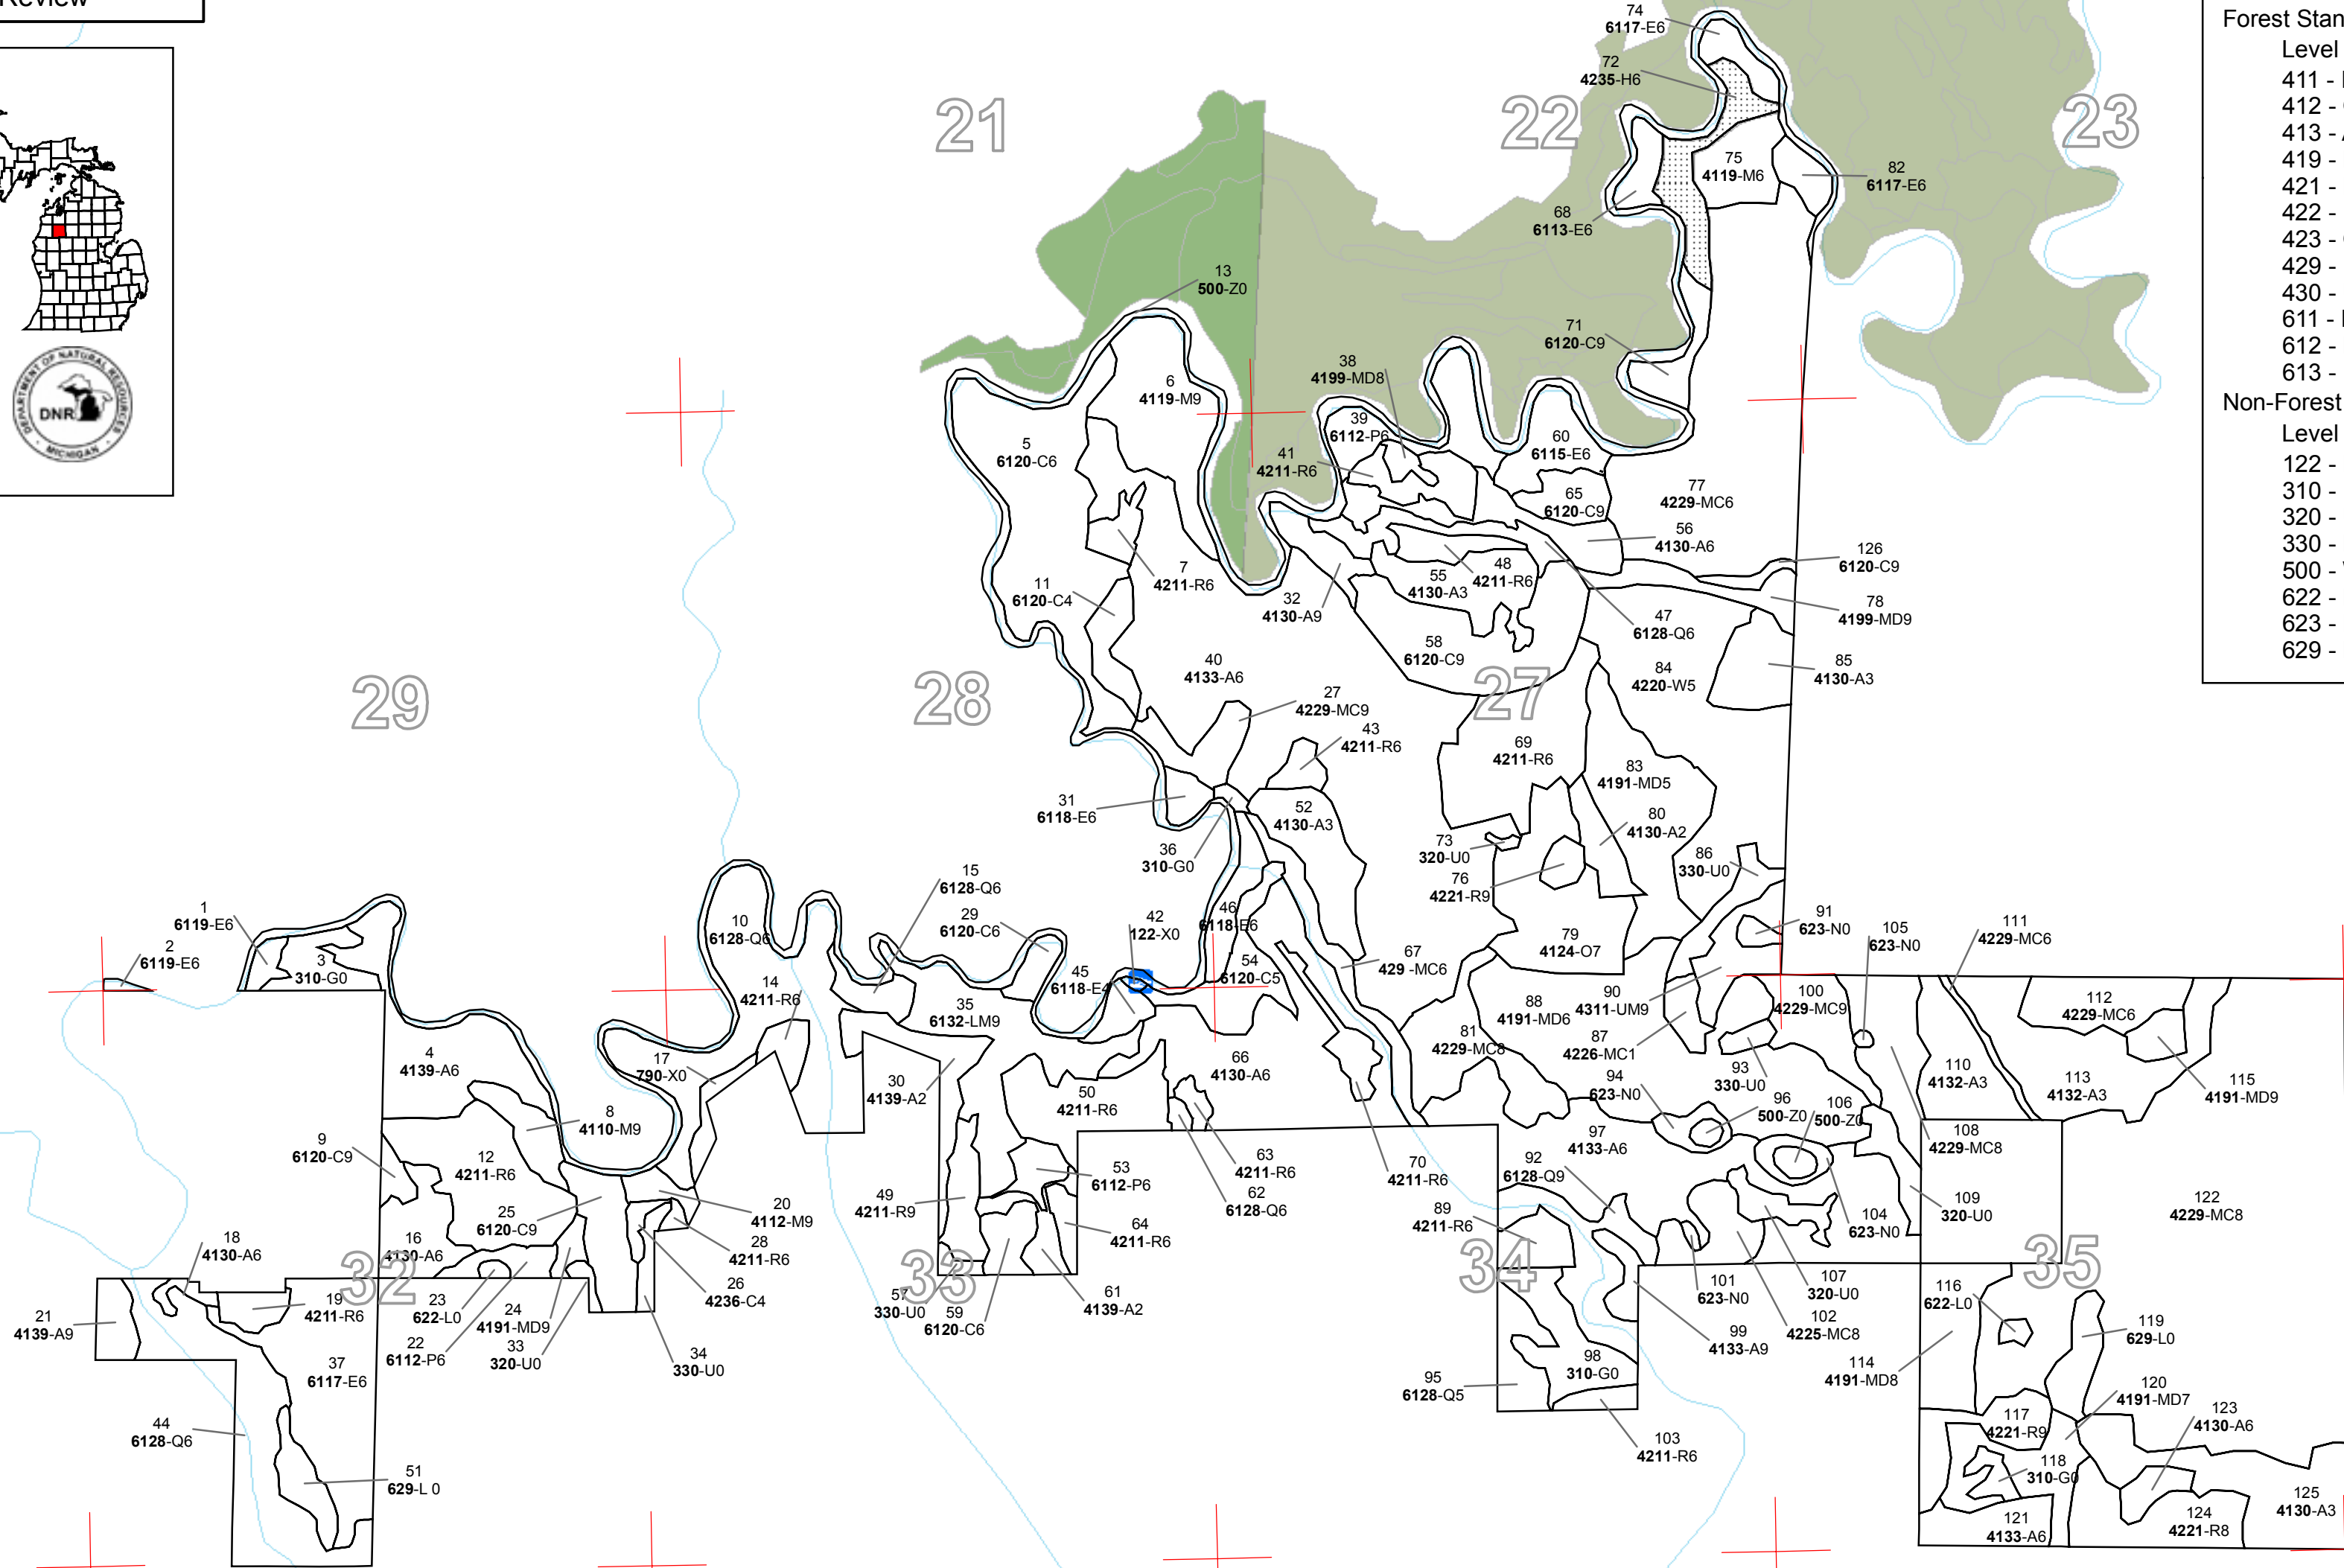 Review
DEPARTMENT OF NATURAL RESOURCES
DNR
MICHIGAN
Forest Stan
Level
411 -
412 -
413 -
419 -
421 -
422 -
423 -
429 -
430 -
611 -
612 -
613 -
Non-Forest
Level
122 -
310 -
320 -
330 -
500 -
622 -
623 -
629 -
21
22
23
29
28
27
32
33
34
35
74
6117-E6
72
4235-H6
75
4119-M6
82
6117-E6
68
6113-E6
13
500-Z0
71
6120-C9
38
4199-MD8
6
4119-M9
39
6112-P6
5
6120-C6
41
4211-R6
60
6115-E6
65
6120-C9
77
4229-MC6
56
4130-A6
126
6120-C9
7
4211-R6
55
4130-A3
48
4211-R6
11
6120-C4
32
4130-A9
47
6128-Q6
78
4199-MD9
58
6120-C9
40
4133-A6
84
4220-W5
85
4130-A3
27
4229-MC9
43
4211-R6
69
4211-R6
83
4191-MD5
31
6118-E6
52
4130-A3
80
4130-A2
36
310-G0
73
320-U0
86
330-U0
76
4221-R9
15
6128-Q6
1
6119-E6
2
6119-E6
3
310-G0
10
6128-Q6
29
6120-C6
42
122-X0
46
6118-E6
79
4124-O7
91
623-N0
105
623-N0
111
4229-MC6
67
429 -MC6
54
6120-C5
14
4211-R6
45
6118-E4
35
6132-LM9
88
4191-MD6
90
4311-UM9
100
4229-MC9
112
4229-MC6
81
4229-MC8
87
4226-MC1
4
4139-A6
17
790-X0
30
4139-A2
66
4130-A6
93
330-U0
110
4132-A3
113
4132-A3
115
4191-MD9
50
4211-R6
94
623-N0
96
500-Z0
106
500-Z0
8
4110-M9
9
6120-C9
12
4211-R6
97
4133-A6
108
4229-MC8
63
4211-R6
70
4211-R6
53
6112-P6
92
6128-Q9
62
6128-Q6
49
4211-R9
20
4112-M9
25
6120-C9
109
320-U0
122
4229-MC8
89
4211-R6
104
623-N0
64
4211-R6
18
4130-A6
16
4130-A6
28
4211-R6
26
4236-C4
101
623-N0
107
320-U0
116
622-L0
61
4139-A2
57
330-U0
59
6120-C6
19
4211-R6
23
622-L0
24
4191-MD9
21
4139-A9
22
6112-P6
33
320-U0
34
330-U0
99
4133-A9
102
4225-MC8
119
629-L0
37
6117-E6
98
310-G0
114
4191-MD8
95
6128-Q5
120
4191-MD7
123
4130-A6
117
4221-R9
44
6128-Q6
103
4211-R6
118
310-G0
51
629-L 0
125
4130-A3
124
4221-R8
121
4133-A6